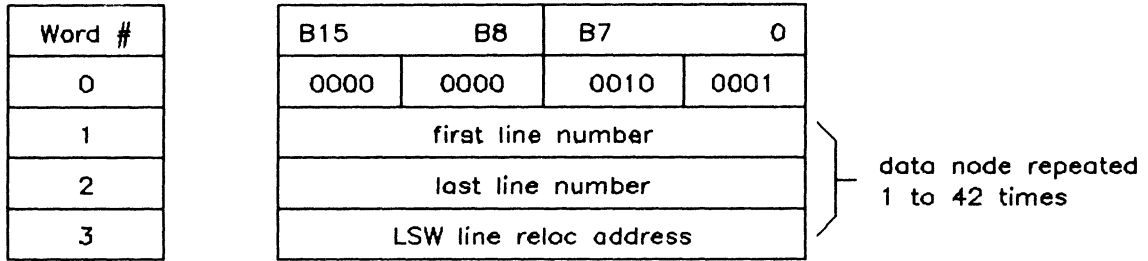 Word # B15 B8 B7 0
0 0000 0000 0010 0001
1 first line number
2 last line number
3 LSW line reloc address
data node repeated
1 to 42 times